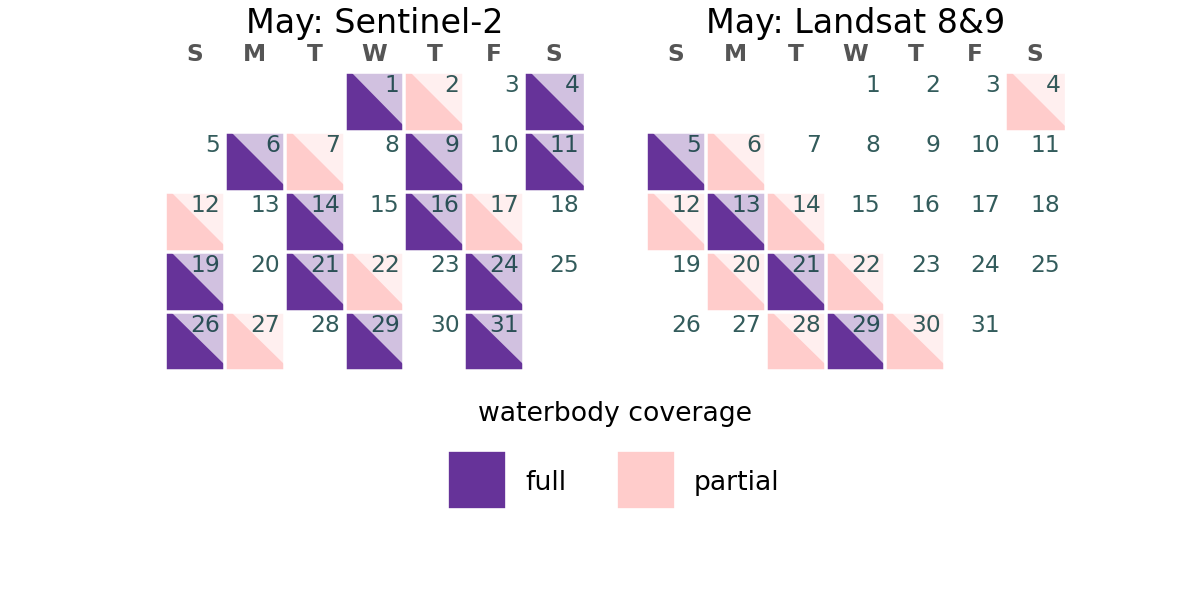 May: Sentinel-2
S M T W T F S
1 2 3 4
5 6 7 8 9 10 11
12 13 14 15 16 17 18
19 20 21 22 23 24 25
26 27 28 29 30 31
May: Landsat 8&9
S M T W T F S
1 2 3 4
5 6 7 8 9 10 11
12 13 14 15 16 17 18
19 20 21 22 23 24 25
26 27 28 29 30 31
waterbody coverage
full
partial